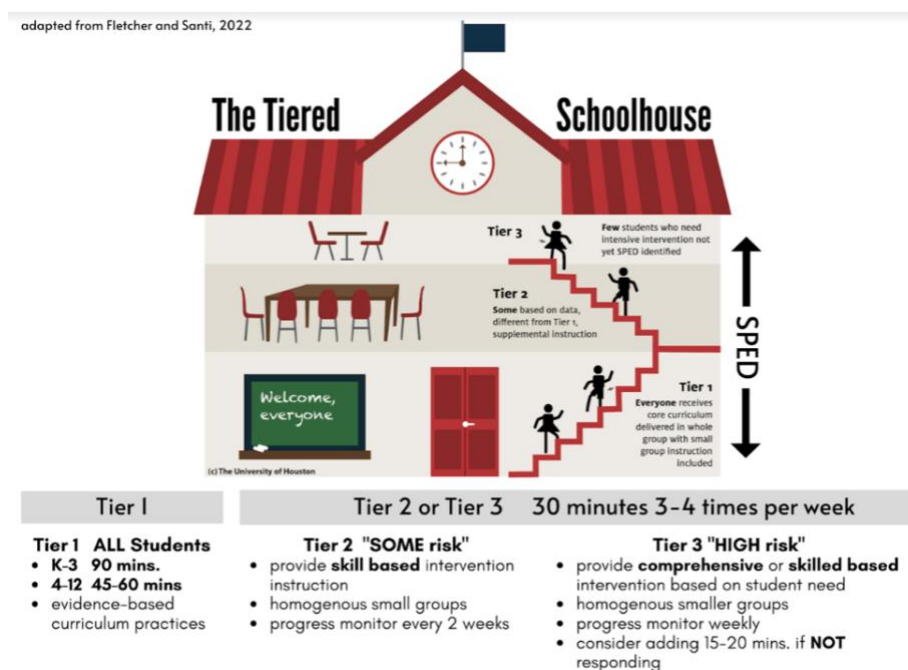 adapted from Fletcher and Santi, 2022
The Tiered
Schoolhouse
Tier 3
Few students who need
intensive intervention not
yet SPED identified
Tier 2
Some based on data,
different from Tier 1,
supplemental instruction
SPED
Welcome,
everyone
Tier 1
Everyone receives
core curriculum
delivered in whole
group with small
group instruction
included
(c) The University of Houston
Tier I
Tier 2 or Tier 3 30 minutes 3-4 times per week
Tier 1 ALL Students
• K-3 90 mins.
• 4-12 45-60 mins
• evidence-based
curriculum practices
Tier 2 "SOME risk"
• provide skill based intervention
instruction
• homogenous small groups
• progress monitor every 2 weeks
Tier 3 "HIGH risk"
• provide comprehensive or skilled based
intervention based on student need
• homogenous smaller groups
• progress monitor weekly
• consider adding 15-20 mins. if NOT
responding